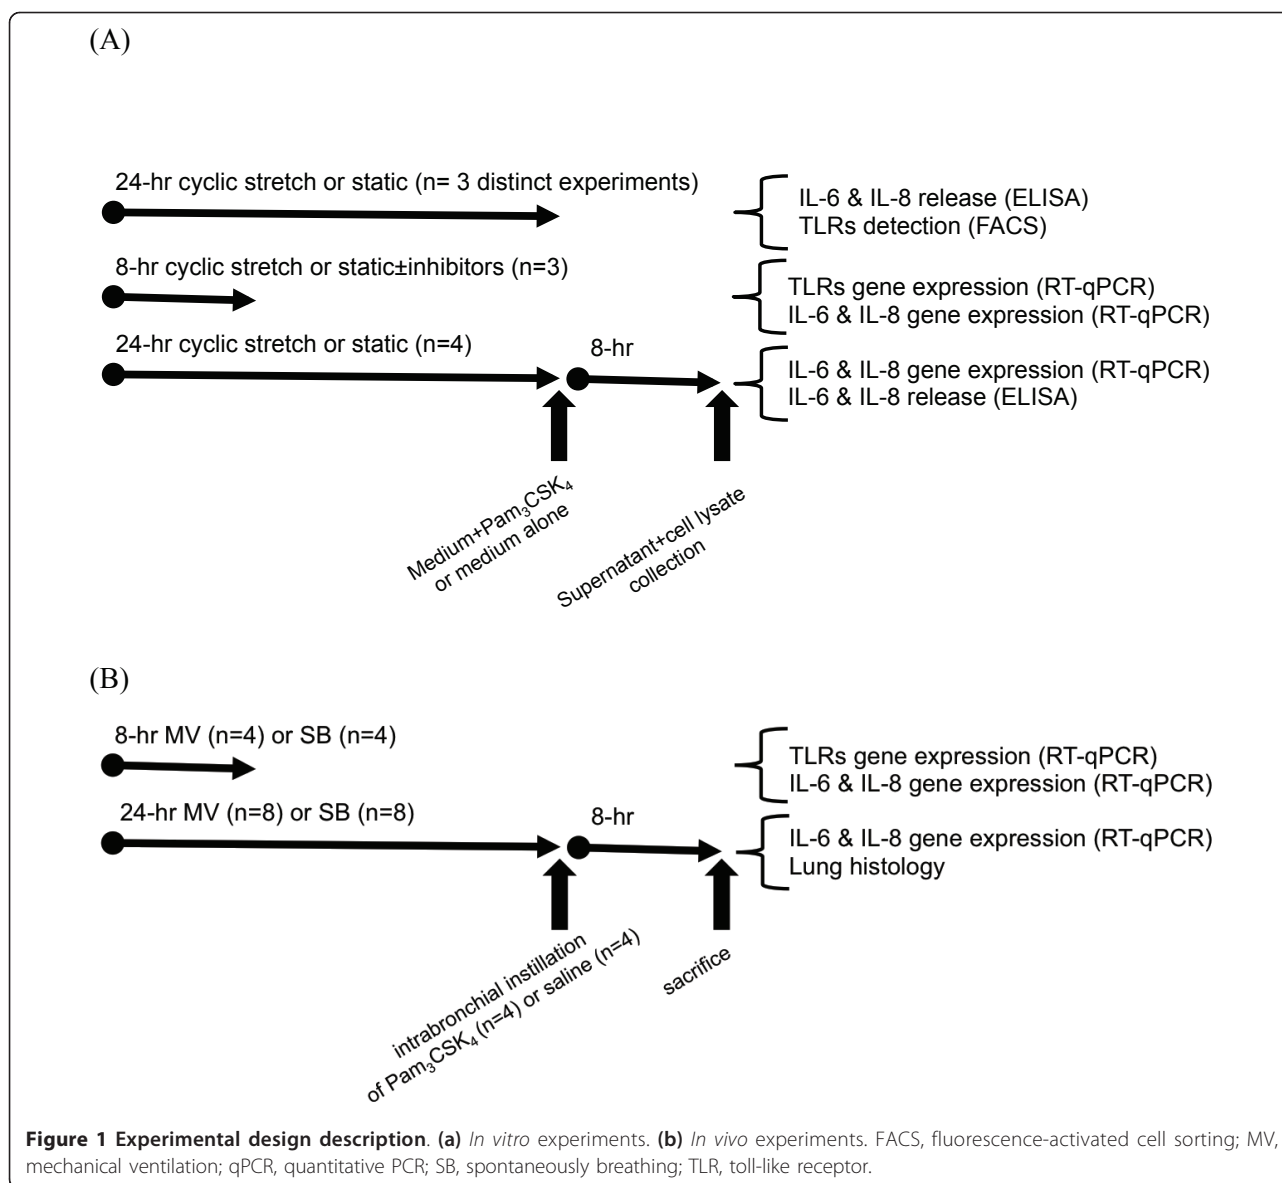 (A)
24-hr cyclic stretch or static (n= 3 distinct experiments)
IL-6 & IL-8 release (ELISA)
TLRs detection (FACS)
8-hr cyclic stretch or static±inhibitors (n=3)
TLRs gene expression (RT-qPCR)
IL-6 & IL-8 gene expression (RT-qPCR)
24-hr cyclic stretch or static (n=4)
8-hr
IL-6 & IL-8 gene expression (RT-qPCR)
IL-6 & IL-8 release (ELISA)
Medium+Pam₃CSK₄
or medium alone
Supernatant+cell lysate
collection
(B)
8-hr MV (n=4) or SB (n=4)
TLRs gene expression (RT-qPCR)
IL-6 & IL-8 gene expression (RT-qPCR)
24-hr MV (n=8) or SB (n=8)
8-hr
IL-6 & IL-8 gene expression (RT-qPCR)
Lung histology
intrabronchial instillation
of Pam₃CSK₄ (n=4) or saline (n=4)
sacrifice
Figure 1 Experimental design description. (a) In vitro experiments. (b) In vivo experiments. FACS, fluorescence-activated cell sorting; MV,
mechanical ventilation; qPCR, quantitative PCR; SB, spontaneously breathing; TLR, toll-like receptor.